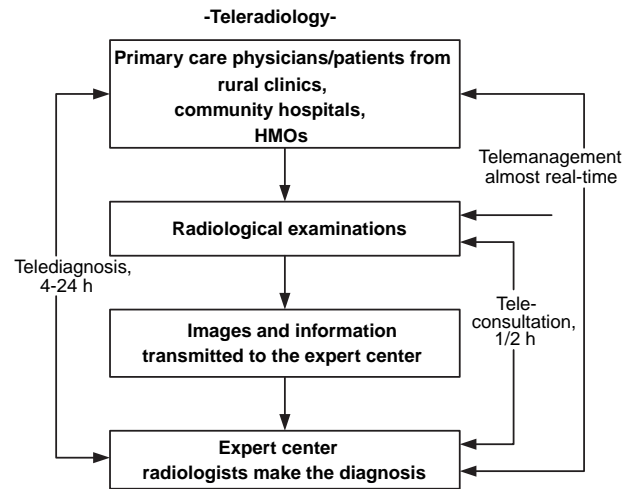 -Teleradiology-
Primary care physicians/patients from
rural clinics,
community hospitals,
HMOs
Telemanagement
almost real-time
Radiological examinations
Telediagnosis,
4-24 h
Tele-
consultation,
1/2 h
Images and information
transmitted to the expert center
Expert center
radiologists make the diagnosis